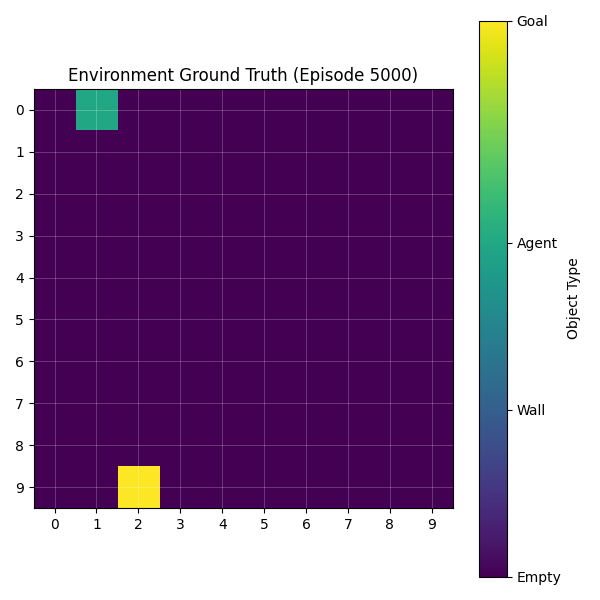 Environment Ground Truth (Episode 5000)
0
1
2
3
4
5
6
7
8
9
0 1 2 3 4 5 6 7 8 9
Goal
Agent
Wall
Empty
Object Type